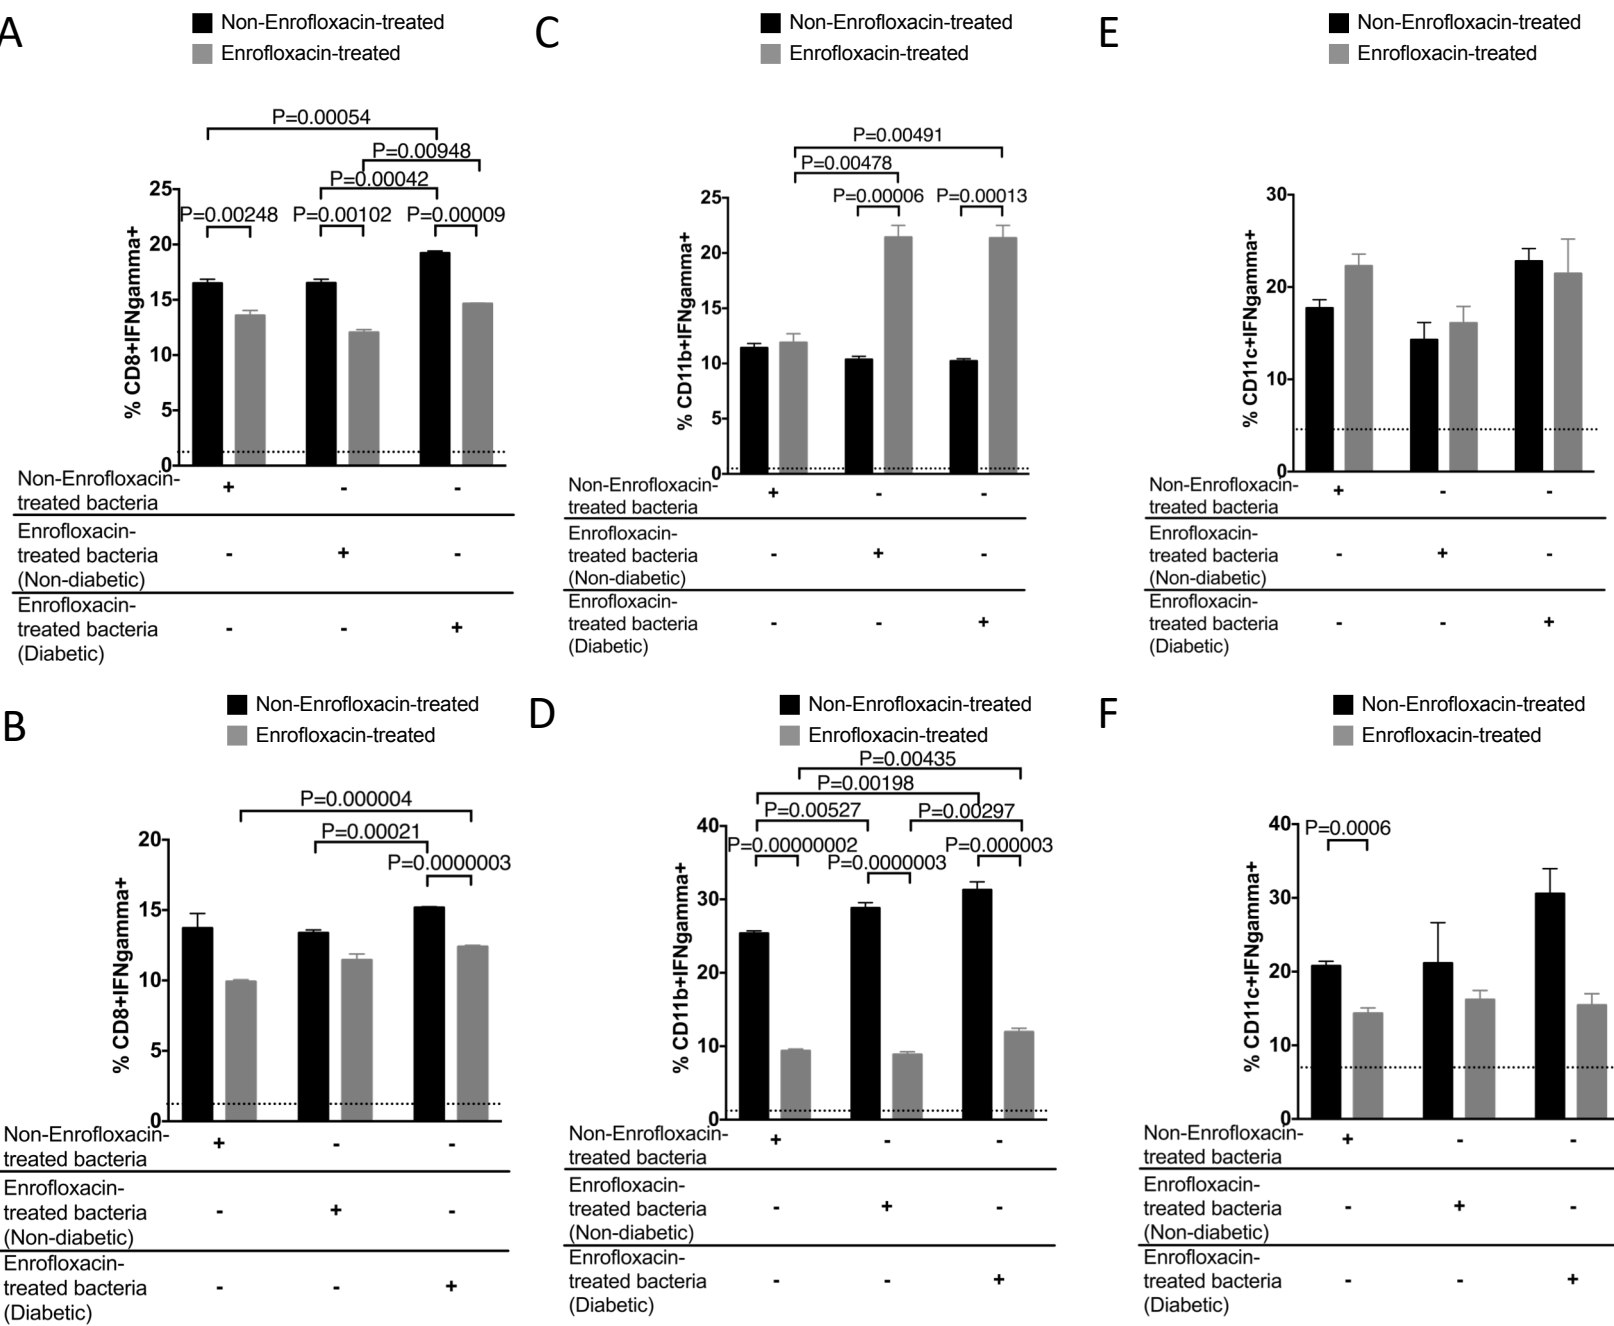 A
Non-Enrofloxacin-treated
Enrofloxacin-treated
P=0.00054
P=0.00948
P=0.00042
P=0.00248 P=0.00102 P=0.00009
% CD8+IFNgamma+
25
20
15
10
5
0
Non-Enrofloxacin-
treated bacteria
+ - -
Enrofloxacin-
treated bacteria
(Non-diabetic)
- + -
Enrofloxacin-
treated bacteria
(Diabetic)
- - +
C
Non-Enrofloxacin-treated
Enrofloxacin-treated
P=0.00491
P=0.00478
P=0.00006 P=0.00013
% CD11b+IFNgamma+
25
20
15
10
5
0
Non-Enrofloxacin-
treated bacteria
+ - -
Enrofloxacin-
treated bacteria
(Non-diabetic)
- + -
Enrofloxacin-
treated bacteria
(Diabetic)
- - +
E
Non-Enrofloxacin-treated
Enrofloxacin-treated
% CD11c+IFNgamma+
30
20
10
0
Non-Enrofloxacin-
treated bacteria
+ - -
Enrofloxacin-
treated bacteria
(Non-diabetic)
- + -
Enrofloxacin-
treated bacteria
(Diabetic)
- - +
B
Non-Enrofloxacin-treated
Enrofloxacin-treated
P=0.000004
P=0.00021
P=0.0000003
% CD8+IFNgamma+
20
15
10
5
0
Non-Enrofloxacin-
treated bacteria
+ - -
Enrofloxacin-
treated bacteria
(Non-diabetic)
- + -
Enrofloxacin-
treated bacteria
(Diabetic)
- - +
D
Non-Enrofloxacin-treated
Enrofloxacin-treated
P=0.00435
P=0.00198
P=0.00527 P=0.00297
P=0.00000002 P=0.000003
P=0.0000003
% CD11b+IFNgamma+
40
30
20
10
0
Non-Enrofloxacin-
treated bacteria
+ - -
Enrofloxacin-
treated bacteria
(Non-diabetic)
- + -
Enrofloxacin-
treated bacteria
(Diabetic)
- - +
F
Non-Enrofloxacin-treated
Enrofloxacin-treated
P=0.0006
% CD11c+IFNgamma+
40
30
20
10
0
Non-Enrofloxacin-
treated bacteria
+ - -
Enrofloxacin-
treated bacteria
(Non-diabetic)
- + -
Enrofloxacin-
treated bacteria
(Diabetic)
- - +